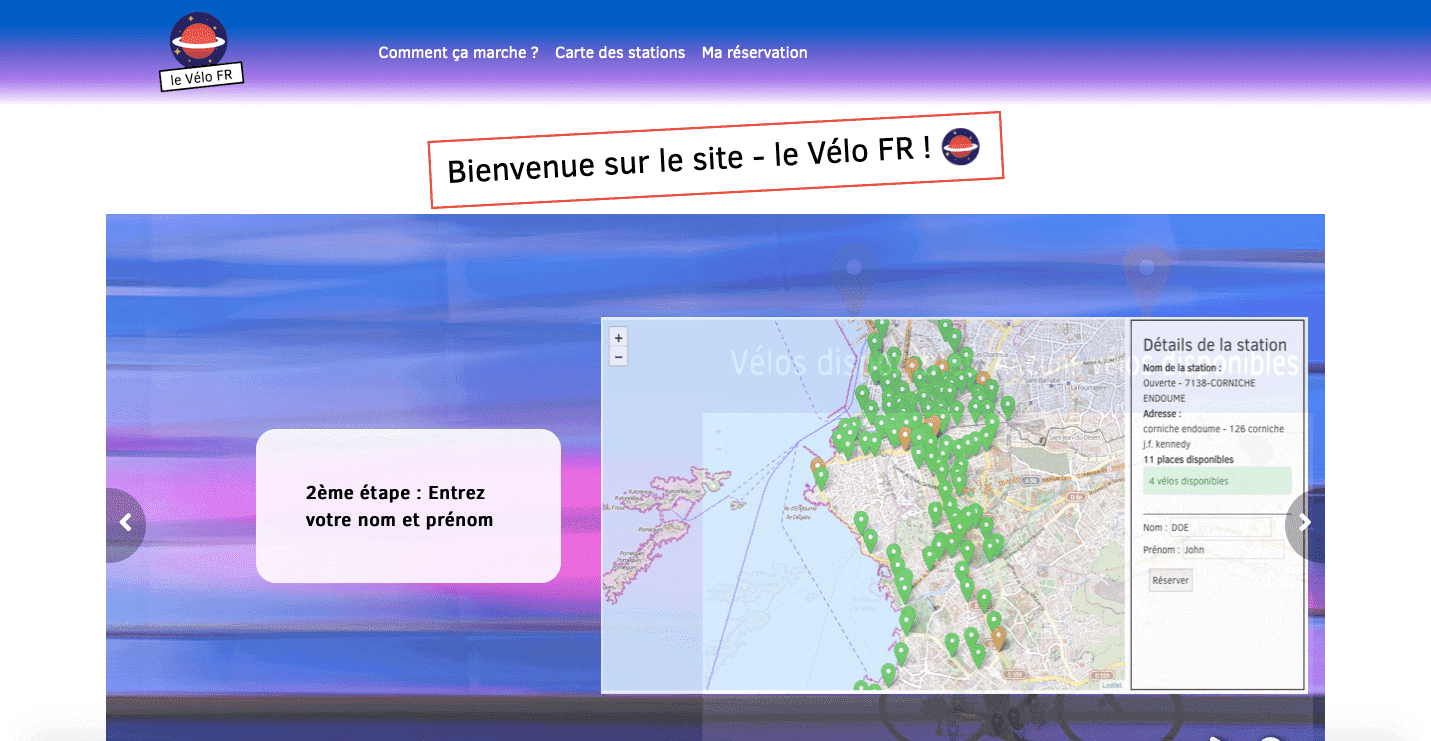 le Vélo FR
Comment ça marche ? Carte des stations Ma réservation
Bienvenue sur le site - le Vélo FR !
2ème étape : Entrez
votre nom et prénom
+
−
Vélos
disponibles
Détails de la station
Nom de la station :
Ouverte - 7138-CORNICHE
ENDOUME
Adresse :
corniche endoume - 126 corniche
j.f. kennedy
11 places disponibles
4 vélos disponibles
Nom : DOE
Prénom : John
Réserver
Leaflet